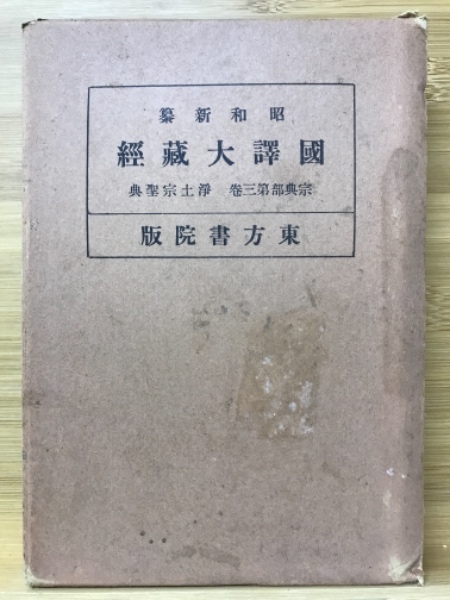 昭和新纂
國譯大藏經
宗典部第三卷 淨土宗聖典
東方書院版